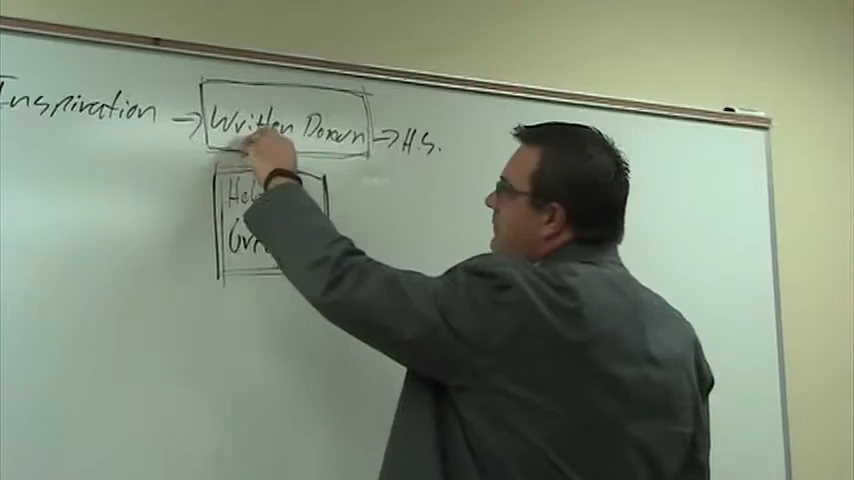 Inspiration → Written Down → H.S.